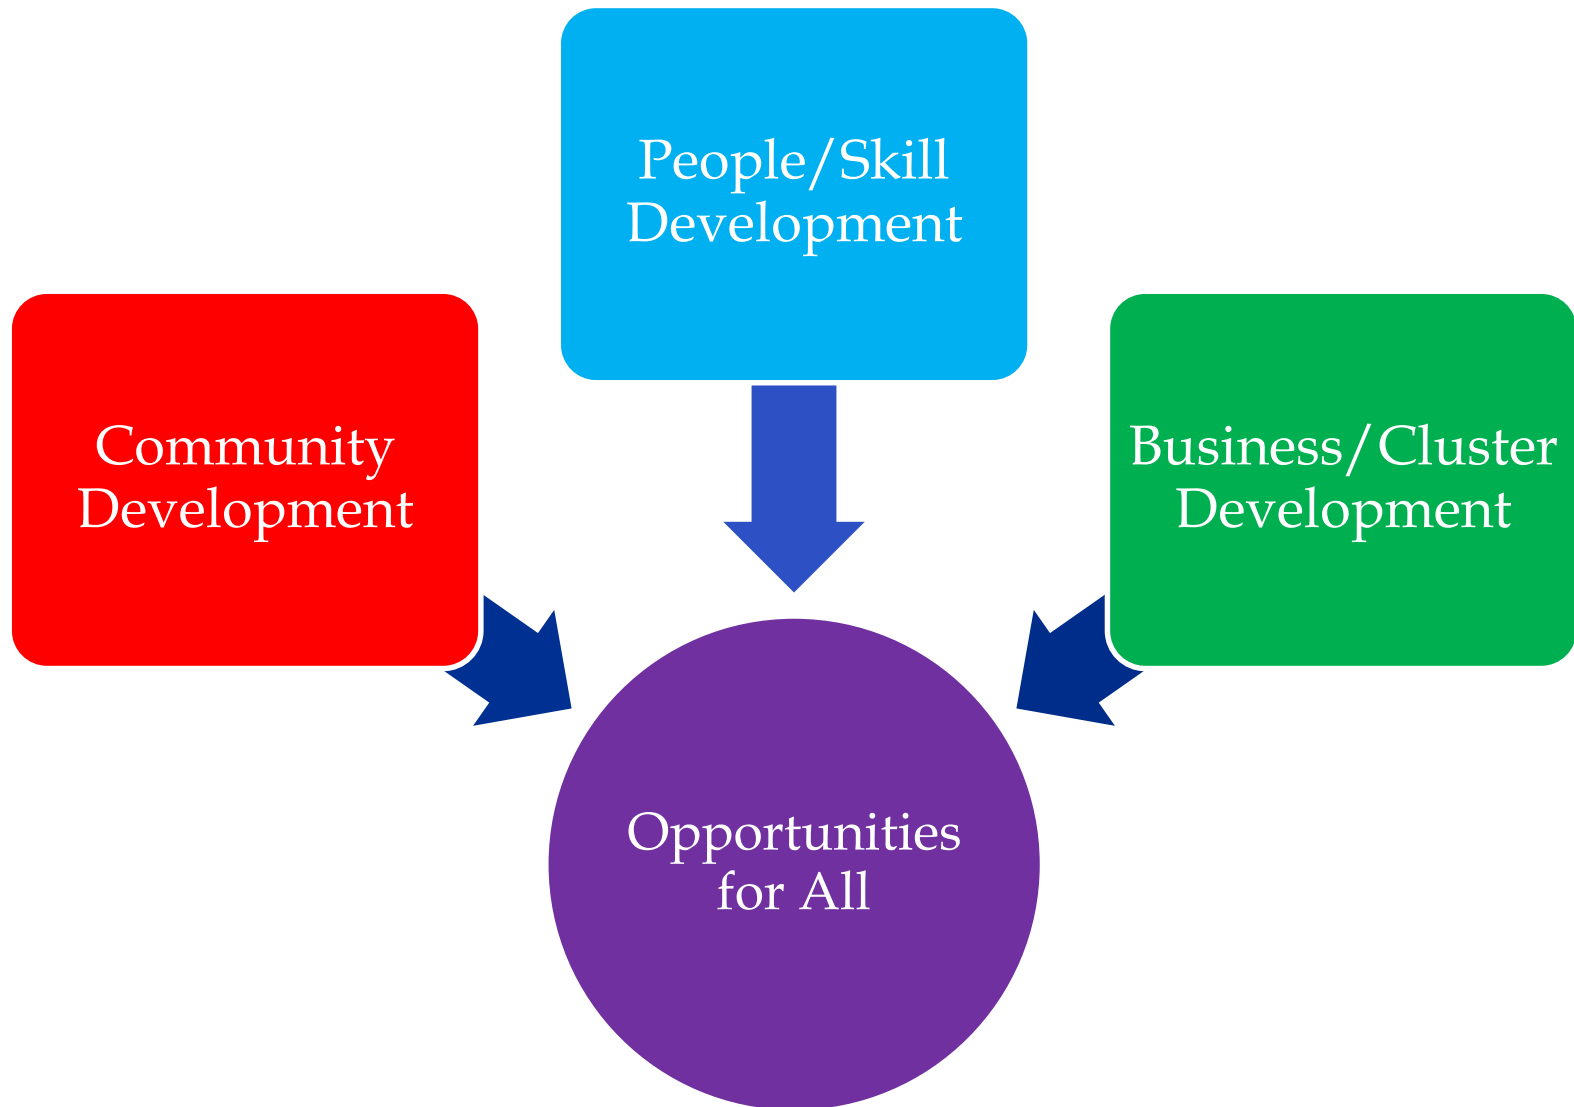 People/Skill
Development
Community
Development
Business/Cluster
Development
Opportunities
for All